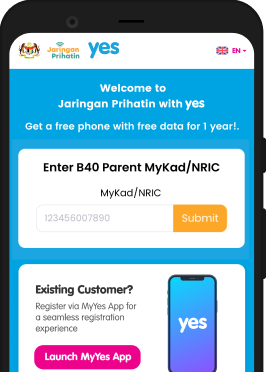 Jaringan
Prihatin
yes
EN
Welcome to
Jaringan Prihatin with yes
Get a free phone with free data for 1 year!.
Enter B40 Parent MyKad/NRIC
MyKad/NRIC
123456007890
Submit
Existing Customer?
Register via MyYes App for
a seamless registration
experience
Launch MyYes App
yes